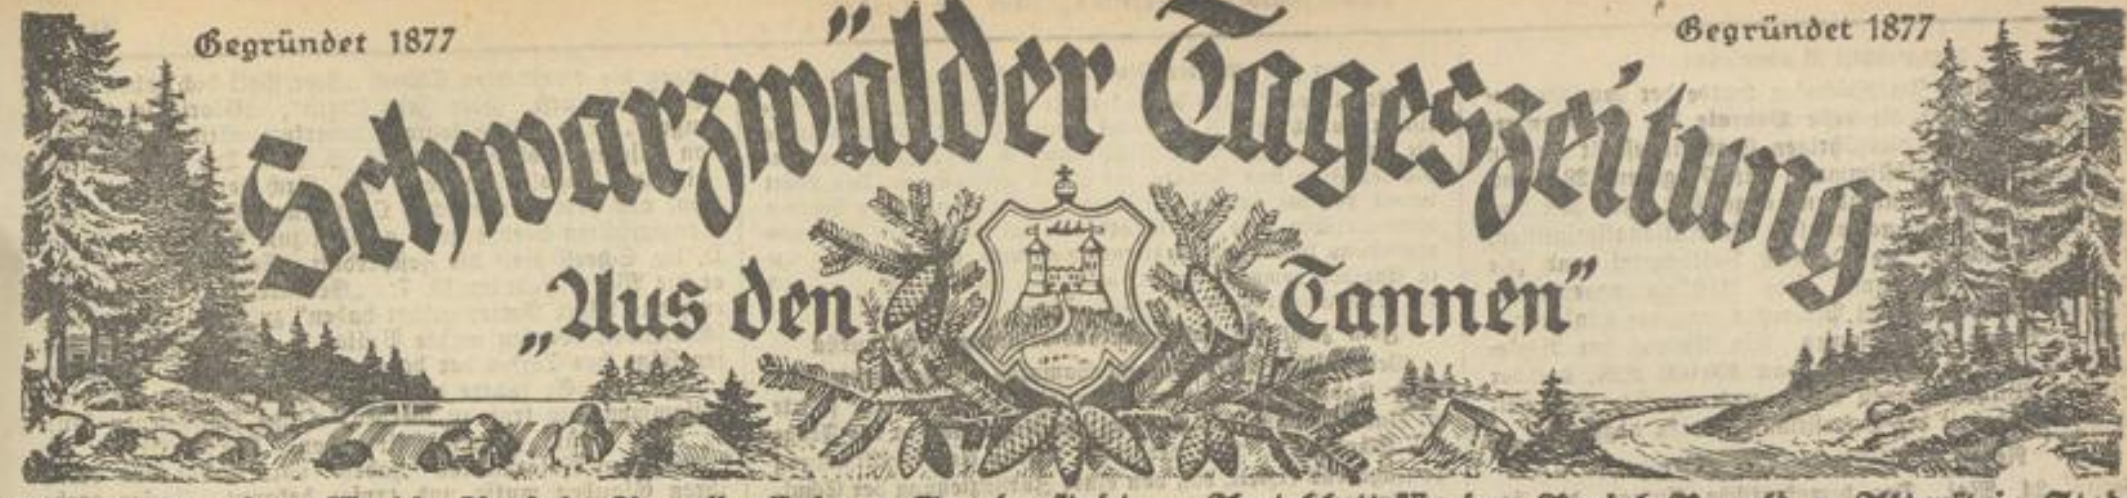 Gegründet 1877
Gegründet 1877
Schwarzwälder Tageszeitung
„Aus den Tannen“